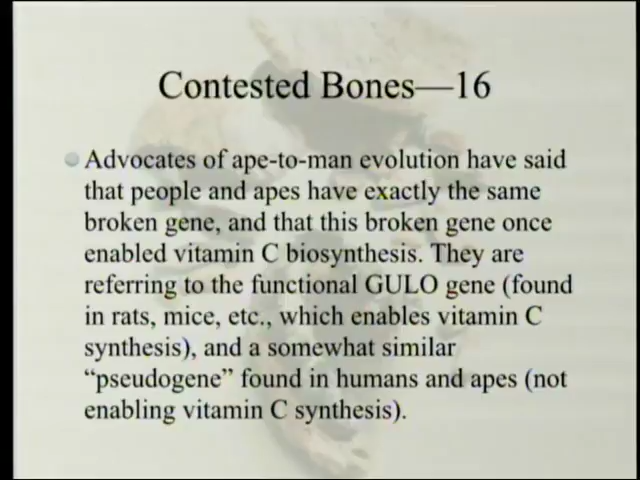 Contested Bones—16
Advocates of ape-to-man evolution have said
that people and apes have exactly the same
broken gene, and that this broken gene once
enabled vitamin C biosynthesis. They are
referring to the functional GULO gene (found
in rats, mice, etc., which enables vitamin C
synthesis), and a somewhat similar
“pseudogene” found in humans and apes (not
enabling vitamin C synthesis).